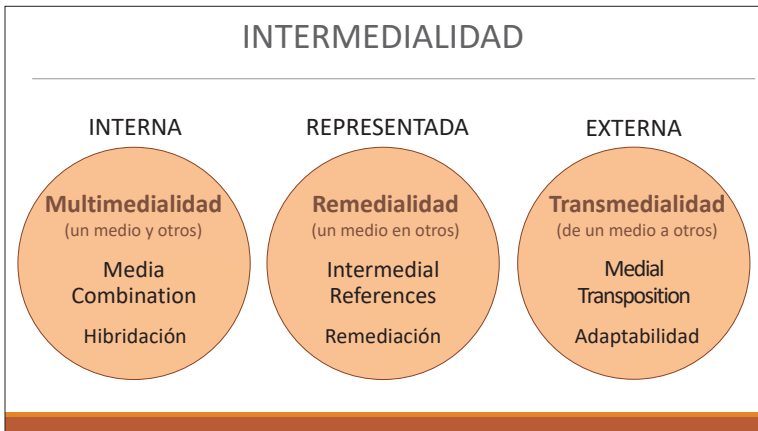 INTERMEDIALIDAD
INTERNA
Multimedialidad
(un medio y otros)
Media
Combination
Hibridación
REPRESENTADA
Remedialidad
(un medio en otros)
Intermedial
References
Remediación
EXTERNA
Transmedialidad
(de un medio a otros)
Medial
Transposition
Adaptabilidad